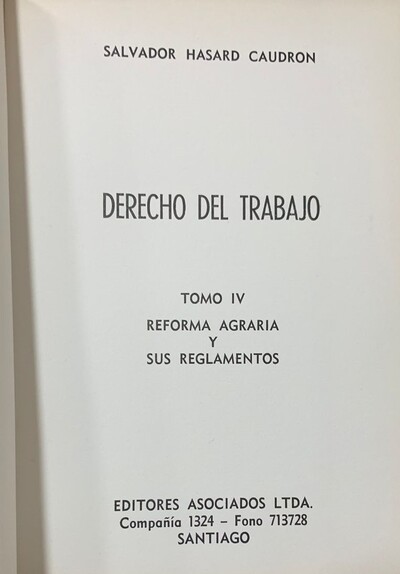 SALVADOR HASARD CAUDRON
DERECHO DEL TRABAJO
TOMO IV
REFORMA AGRARIA
Y
SUS REGLAMENTOS
EDITORES ASOCIADOS LTDA.
Compañía 1324 – Fono 713728
SANTIAGO